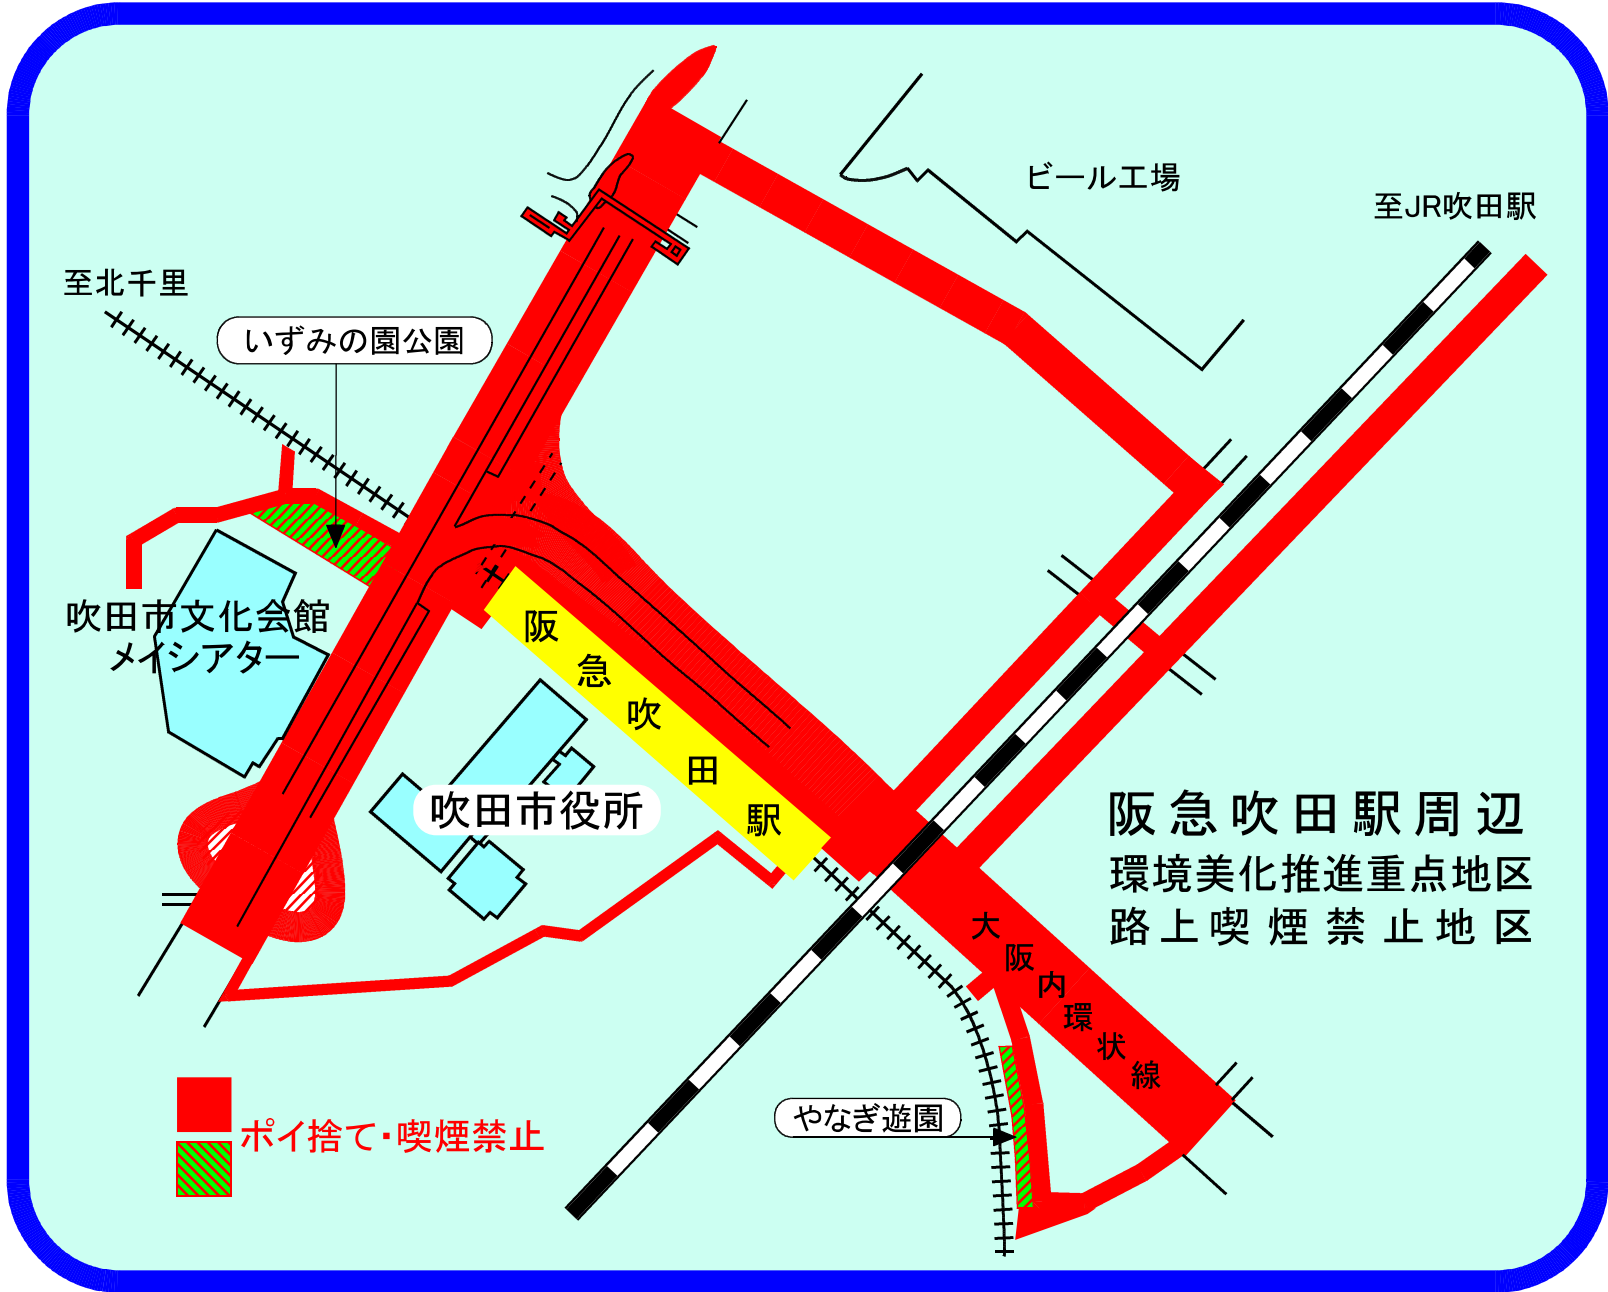 ビール工場
至JR吹田駅
至北千里
いずみの園公園
吹田市文化会館
メイシアター
阪急吹田駅
吹田市役所
阪急吹田駅周辺
環境美化推進重点地区
路上喫煙禁止地区
大阪内環状線
やなぎ遊園
ポイ捨て・喫煙禁止